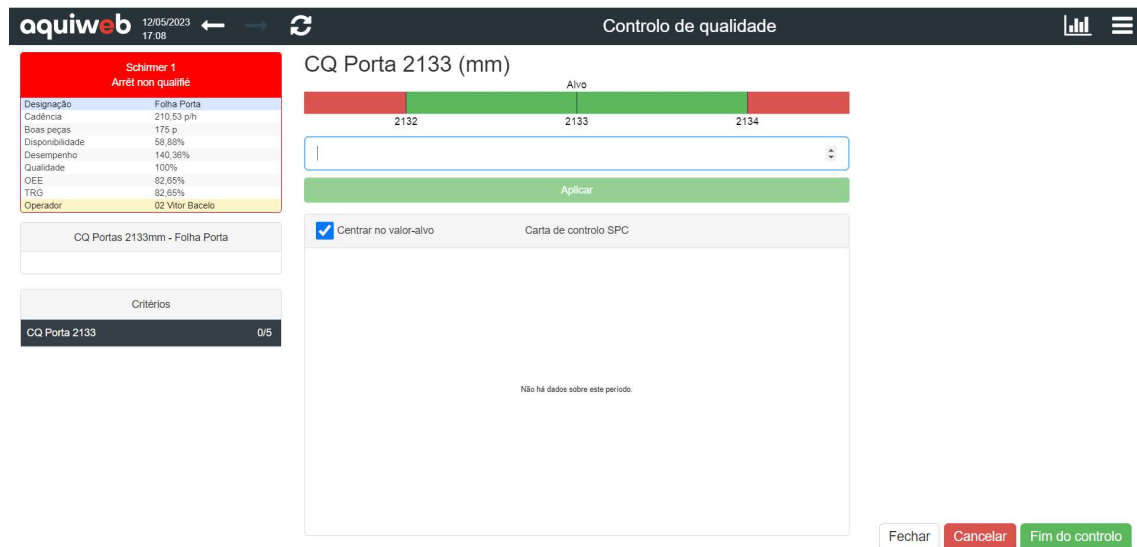 aquiweb 12/05/2023 17:08 Controlo de qualidade
Schirmer 1
Arrêt non qualifié
Designação Folha Porta
Cadência 210,53 p/h
Boas peças 175 p
Disponibilidade 58,88%
Desempenho 140,36%
Qualidade 100%
OEE 82,65%
TRG 82,65%
Operador 02 Vitor Bacelo
CQ Portas 2133mm - Folha Porta
Critérios
CQ Porta 2133 0/5
CQ Porta 2133 (mm)
Alvo
2132 2133 2134
Aplicar
Centrar no valor-alvo Carta de controlo SPC
Não há dados sobre este período.
Fechar Cancelar Fim do controlo